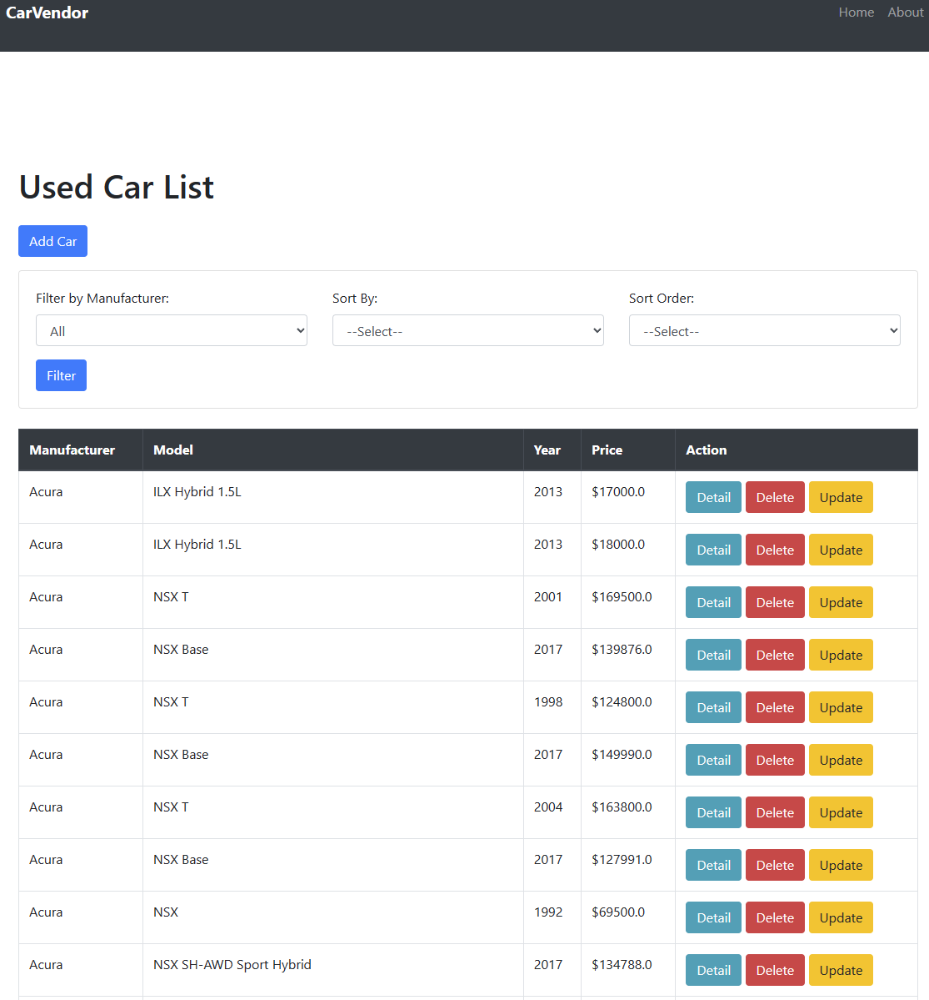 CarVendor Home About
Used Car List
Add Car
Filter by Manufacturer: Sort By: Sort Order:
All --Select-- --Select--
Filter
Manufacturer Model Year Price Action
Acura ILX Hybrid 1.5L 2013 $17000.0 Detail Delete Update
Acura ILX Hybrid 1.5L 2013 $18000.0 Detail Delete Update
Acura NSX T 2001 $169500.0 Detail Delete Update
Acura NSX Base 2017 $139876.0 Detail Delete Update
Acura NSX T 1998 $124800.0 Detail Delete Update
Acura NSX Base 2017 $149990.0 Detail Delete Update
Acura NSX T 2004 $163800.0 Detail Delete Update
Acura NSX Base 2017 $127991.0 Detail Delete Update
Acura NSX 1992 $69500.0 Detail Delete Update
Acura NSX SH-AWD Sport Hybrid 2017 $134788.0 Detail Delete Update